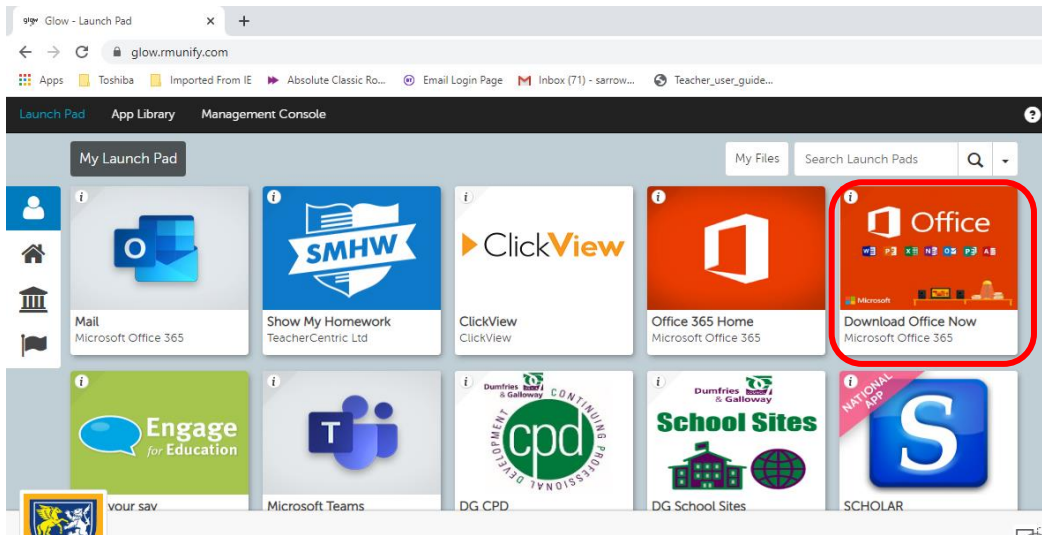 glow Glow - Launch Pad × +
glow.rmunify.com
Apps Toshiba Imported From IE Absolute Classic Ro... Email Login Page Inbox (71) - sarrow... Teacher_user_guide...
Launch Pad App Library Management Console ?
My Launch Pad My Files Search Launch Pads
O
Mail
Microsoft Office 365
SMHW
Show My Homework
TeacherCentric Ltd
ClickView
ClickView
ClickView
Office 365 Home
Microsoft Office 365
Office
Microsoft
Download Office Now
Microsoft Office 365
Engage
for Education
your say
T
Microsoft Teams
Dumfries
& Galloway
CONTINUING PROFESSIONAL DEVELOPMENT
cpd
DG CPD
Dumfries
& Galloway
School Sites
DG School Sites
NATIONAL
APP
S
SCHOLAR